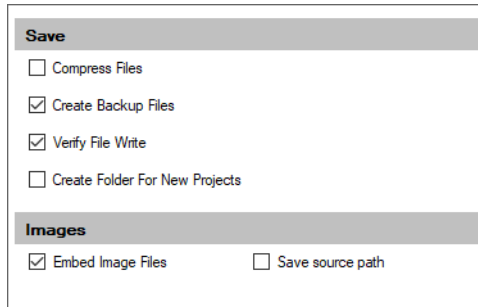 Save
Compress Files
Create Backup Files
Verify File Write
Create Folder For New Projects
Images
Embed Image Files Save source path